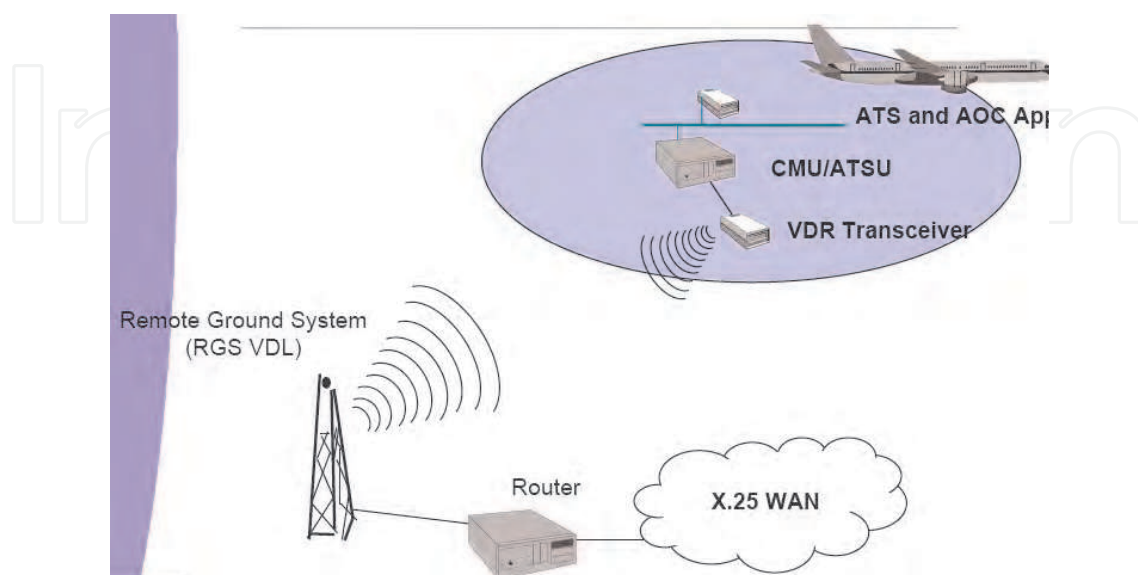 ATS and AOC App
CMU/ATSU
VDR Transceiver
Remote Ground System
(RGS VDL)
Router
X.25 WAN